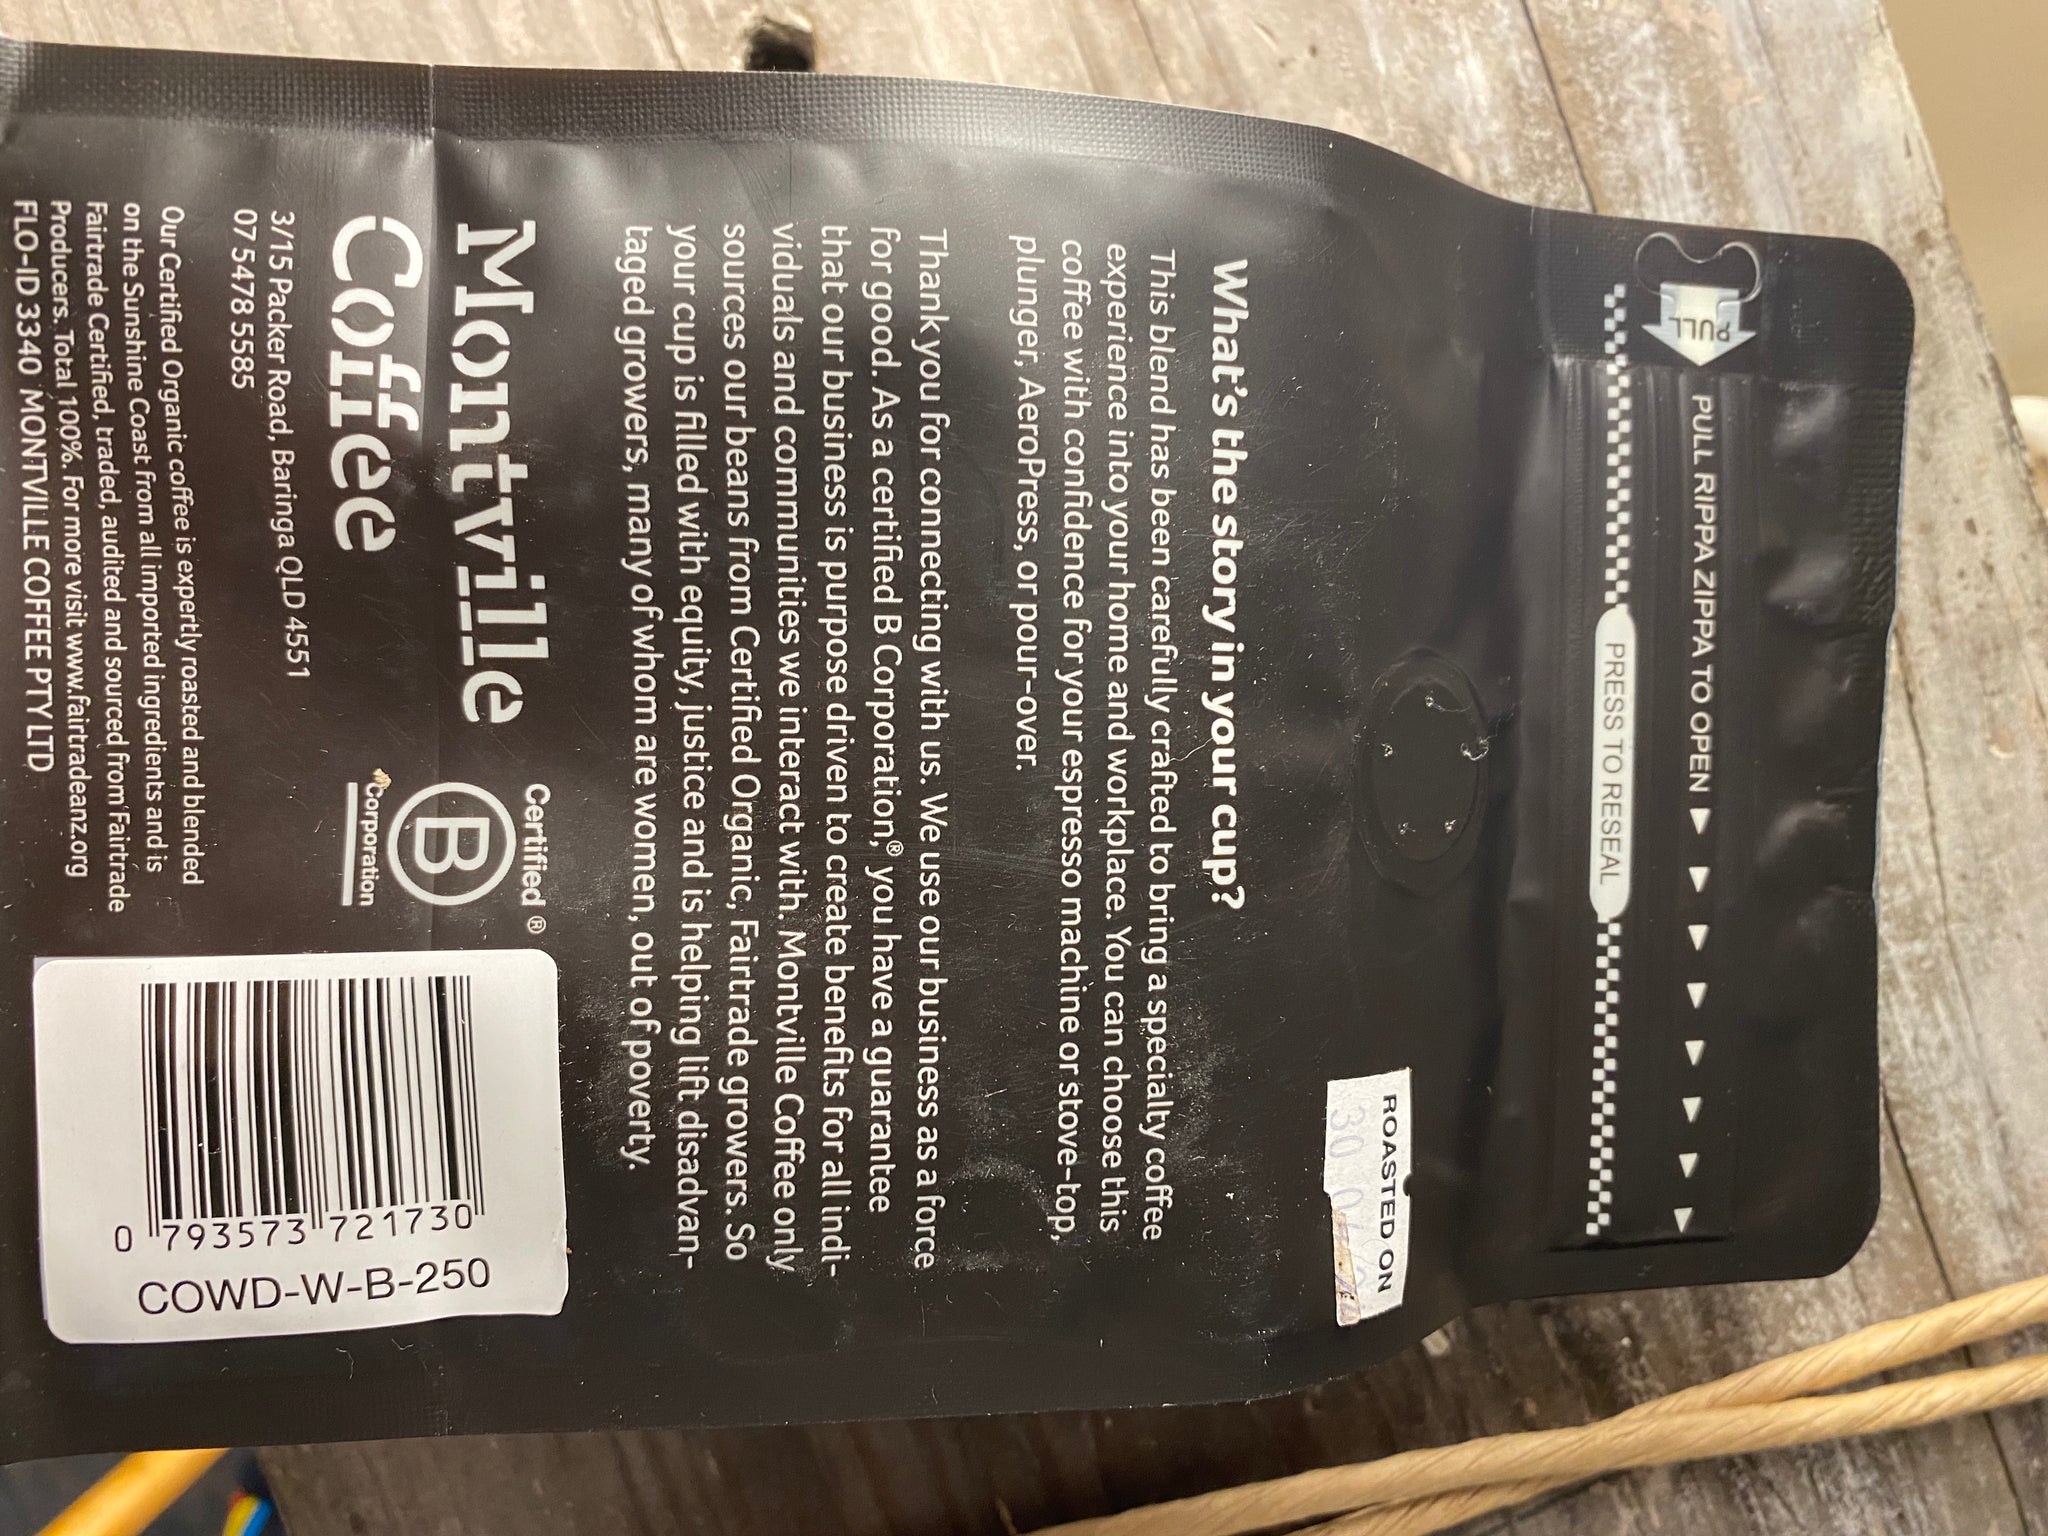 PULL
PULL RIPPA ZIPPA TO OPEN
PRESS TO RESEAL
ROASTED ON
What's the story in your cup?
This blend has been carefully crafted to bring a specialty coffee
experience into your home and workplace. You can choose this
coffee with confidence for your espresso machine or stove-top,
plunger, AeroPress, or pour-over.
Thank you for connecting with us. We use our business as a force
for good. As a certified B Corporation,® you have a guarantee
that our business is purpose driven to create benefits for all indi-
viduals and communities we interact with. Montville Coffee only
sources our beans from Certified Organic, Fairtrade growers. So
your cup is filled with equity, justice and is helping lift disadvan-
taged growers, many of whom are women, out of poverty.
Montville
Coffee
Certified ®
B
Corporation
3/15 Packer Road, Baringa QLD 4551
07 5478 5585
Our Certified Organic coffee is expertly roasted and blended
on the Sunshine Coast from all imported ingredients and is
Fairtrade Certified, traded, audited and sourced from Fairtrade
Producers. Total 100%. For more visit www.fairtradeanz.org
FLO-ID 3340 MONTVILLE COFFEE PTY LTD
0 793573 721730
COWD-W-B-250